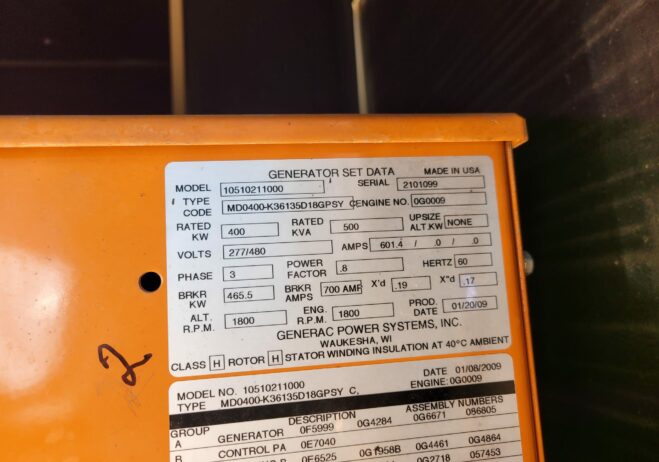 GENERATOR SET DATA MADE IN USA
MODEL 10510211000 SERIAL 2101099
TYPE CODE MD0400-K36135D18GPSY C ENGINE NO. 0G0009
RATED KW 400 RATED KVA 500 UPSIZE ALT.KW NONE
VOLTS 277/480 AMPS 601.4 / .0 / .0
PHASE 3 POWER FACTOR .8 HERTZ 60
BRKR KW 465.5 BRKR AMPS 700 AMP X'd .19 X"d .17
ALT. R.P.M. 1800 ENG. R.P.M. 1800 PROD. DATE 01/20/09
GENERAC POWER SYSTEMS, INC.
WAUKESHA, WI
CLASS H ROTOR H STATOR WINDING INSULATION AT 40°C AMBIENT
2
MODEL NO. 10510211000 DATE 01/08/2009
TYPE MD0400-K36135D18GPSY C, ENGINE: 0G0009
GROUP DESCRIPTION ASSEMBLY NUMBERS
A GENERATOR 0F5999 0G4284 0G6671 086805
B CONTROL PA 0E7040 0G1958B 0G4461 0G4864
0E6525 0G2718 057453